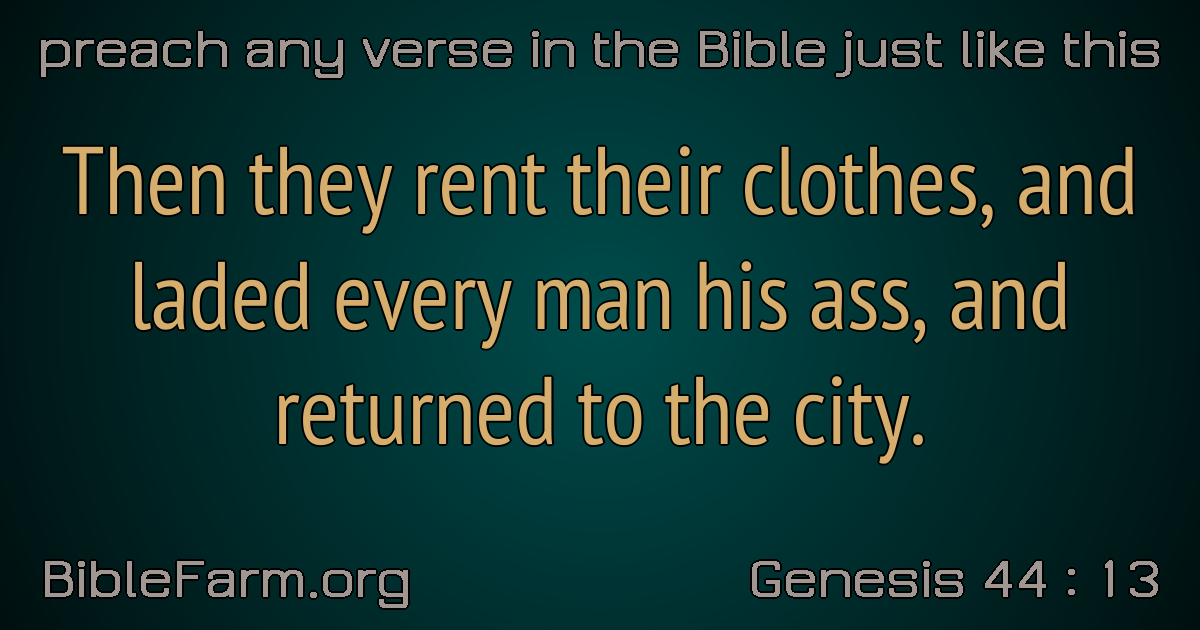 preach any verse in the Bible just like this
Then they rent their clothes, and
laded every man his ass, and
returned to the city.
BibleFarm.org
Genesis 44 : 13